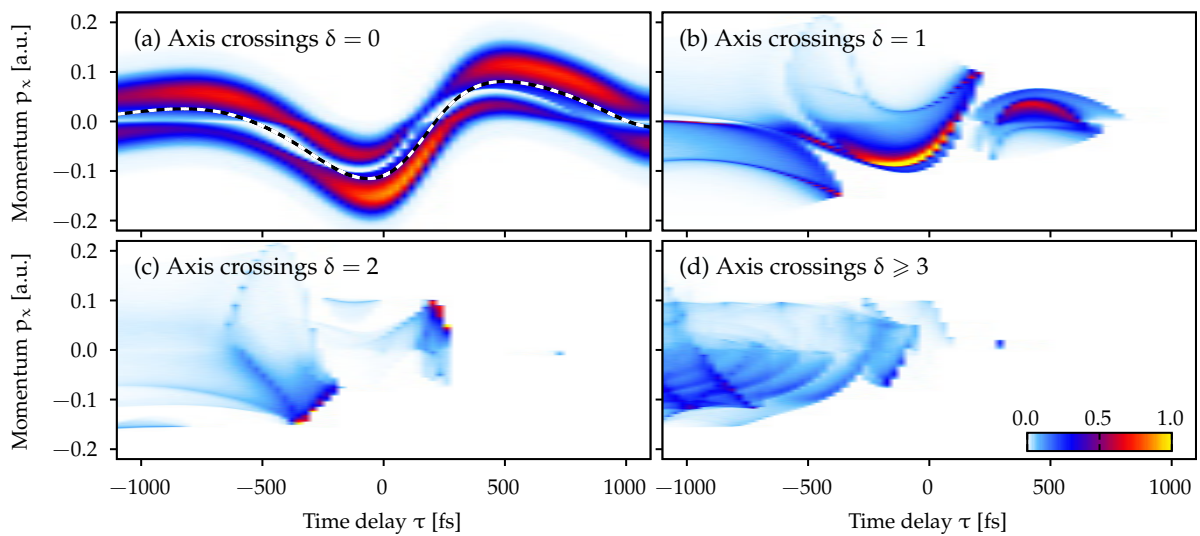 (a) Axis crossings δ = 0
(b) Axis crossings δ = 1
Momentum pₓ [a.u.]
0.2
0.1
0.0
−0.1
−0.2
(c) Axis crossings δ = 2
(d) Axis crossings δ ⩾ 3
Momentum pₓ [a.u.]
0.2
0.1
0.0
−0.1
−0.2
0.0 0.5 1.0
−1000 −500 0 500 1000
−1000 −500 0 500 1000
Time delay τ [fs]
Time delay τ [fs]